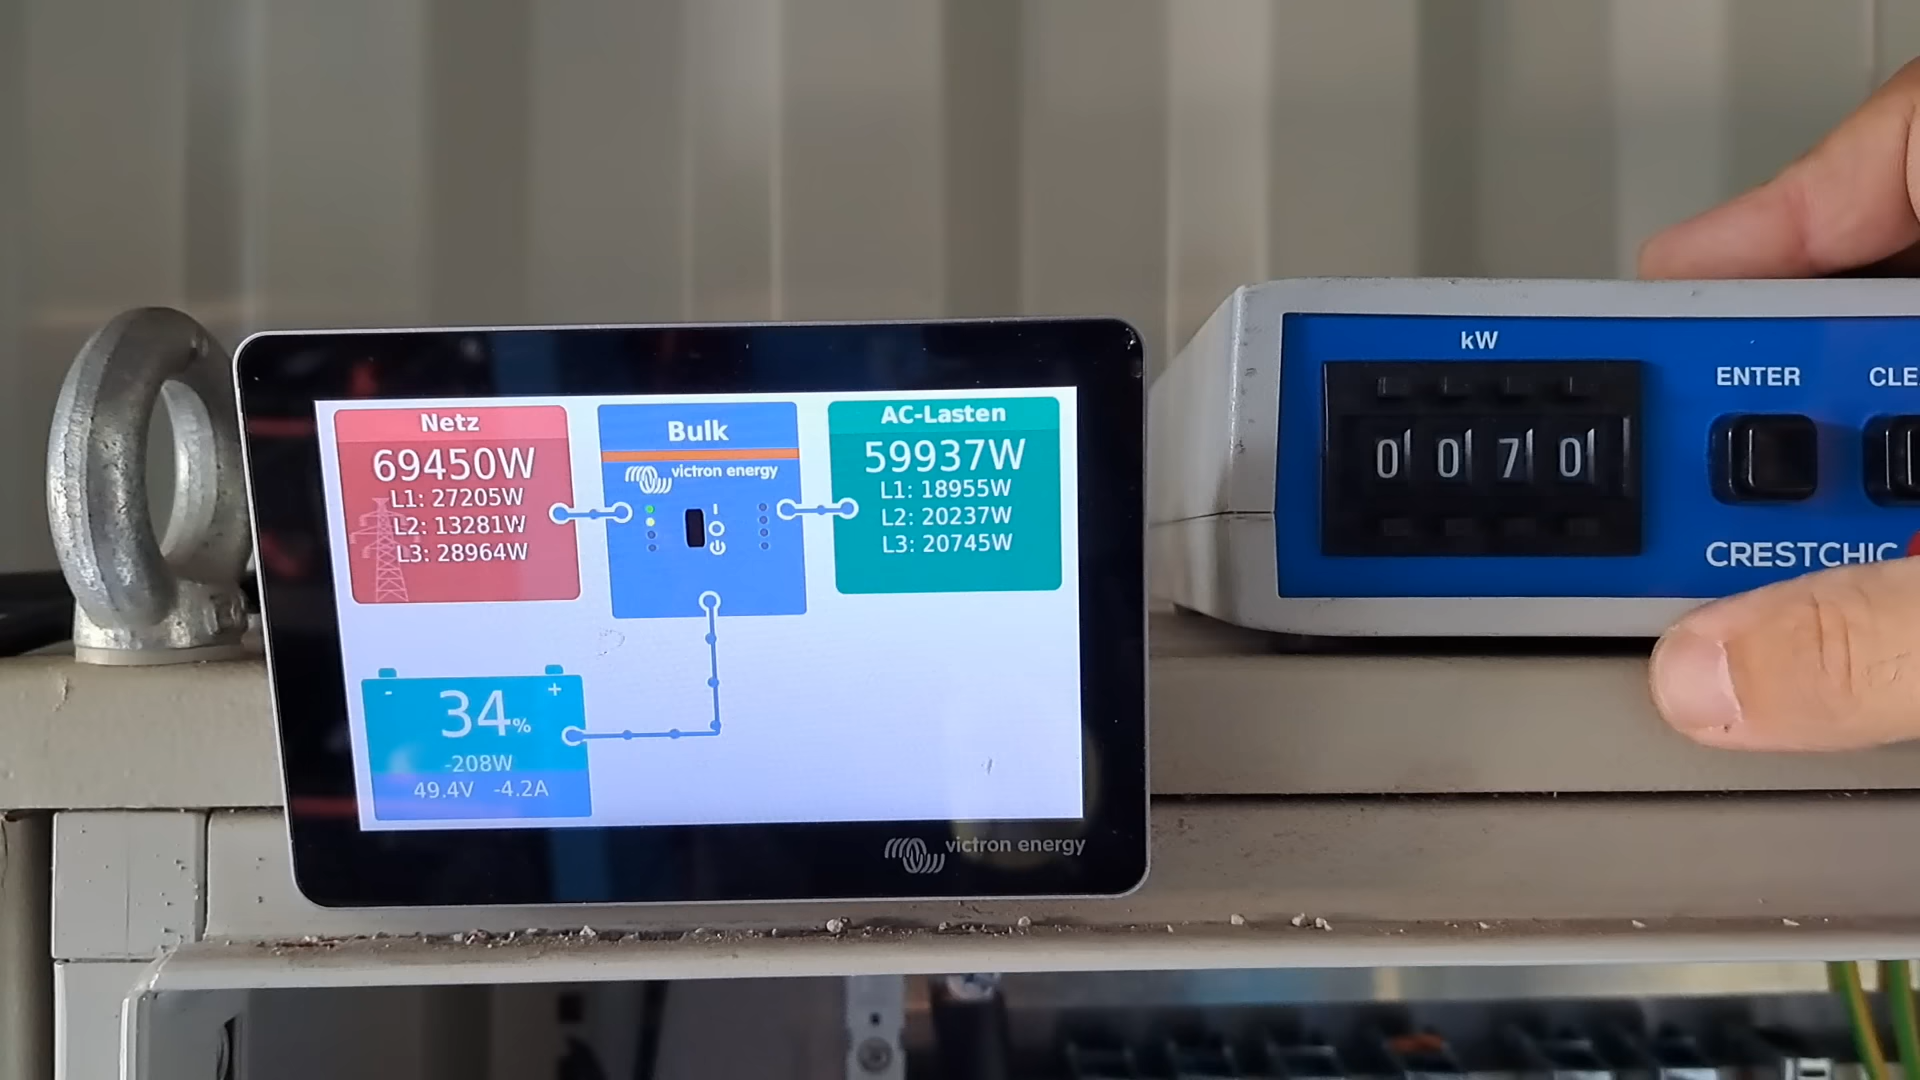 Netz
69450W
L1: 27205W
L2: 13281W
L3: 28964W
Bulk
victron energy
I
AC-Lasten
59937W
L1: 18955W
L2: 20237W
L3: 20745W
- +
34%
-208W
49.4V -4.2A
victron energy
kW
0 0 7 0
ENTER
CLE
CRESTCHIC